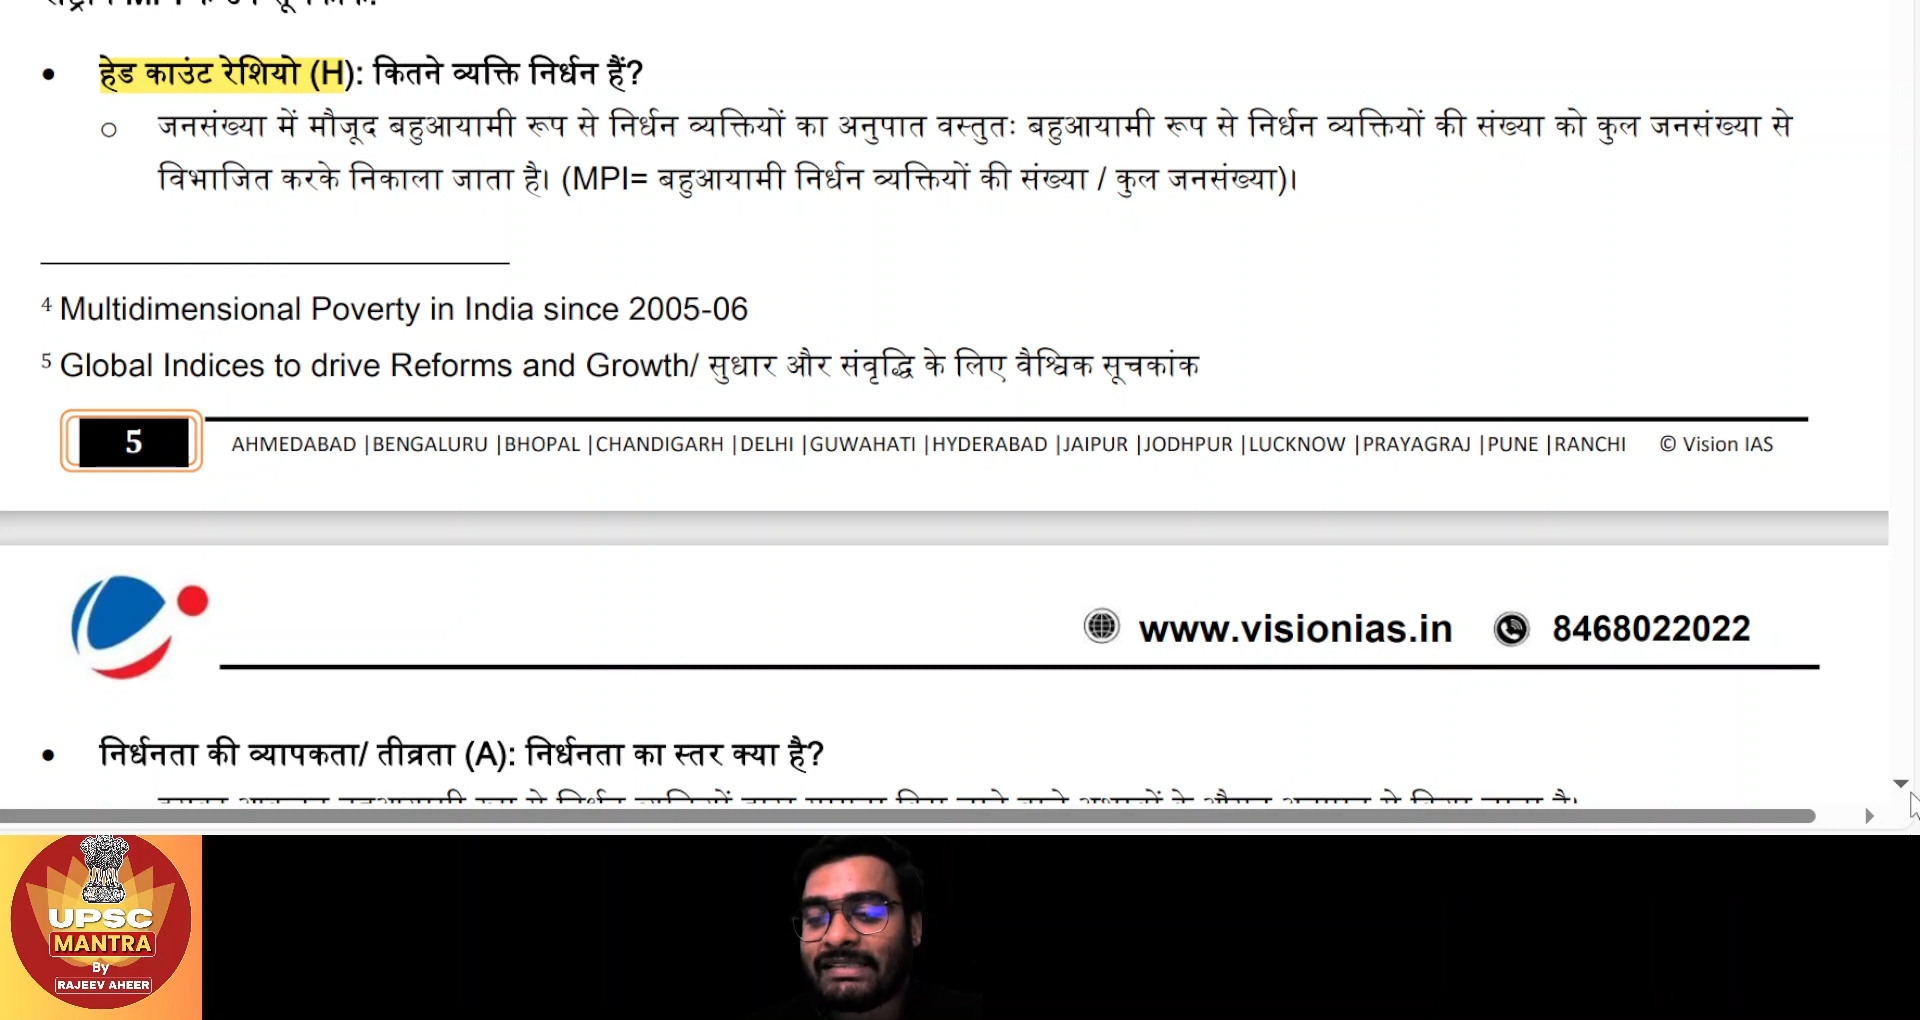 हेड काउंट रेशियो (H): कितने व्यक्ति निर्धन हैं?
जनसंख्या में मौजूद बहुआयामी रूप से निर्धन व्यक्तियों का अनुपात वस्तुतः बहुआयामी रूप से निर्धन व्यक्तियों की संख्या को कुल जनसंख्या से
विभाजित करके निकाला जाता है। (MPI= बहुआयामी निर्धन व्यक्तियों की संख्या / कुल जनसंख्या)।
4 Multidimensional Poverty in India since 2005-06
5 Global Indices to drive Reforms and Growth/ सुधार और संवृद्धि के लिए वैश्विक सूचकांक
5 AHMEDABAD |BENGALURU |BHOPAL |CHANDIGARH |DELHI |GUWAHATI |HYDERABAD |JAIPUR |JODHPUR |LUCKNOW |PRAYAGRAJ |PUNE |RANCHI © Vision IAS
www.visionias.in 8468022022
निर्धनता की व्यापकता/ तीव्रता (A): निर्धनता का स्तर क्या है?
UPSC
MANTRA
By
RAJEEV AHEER